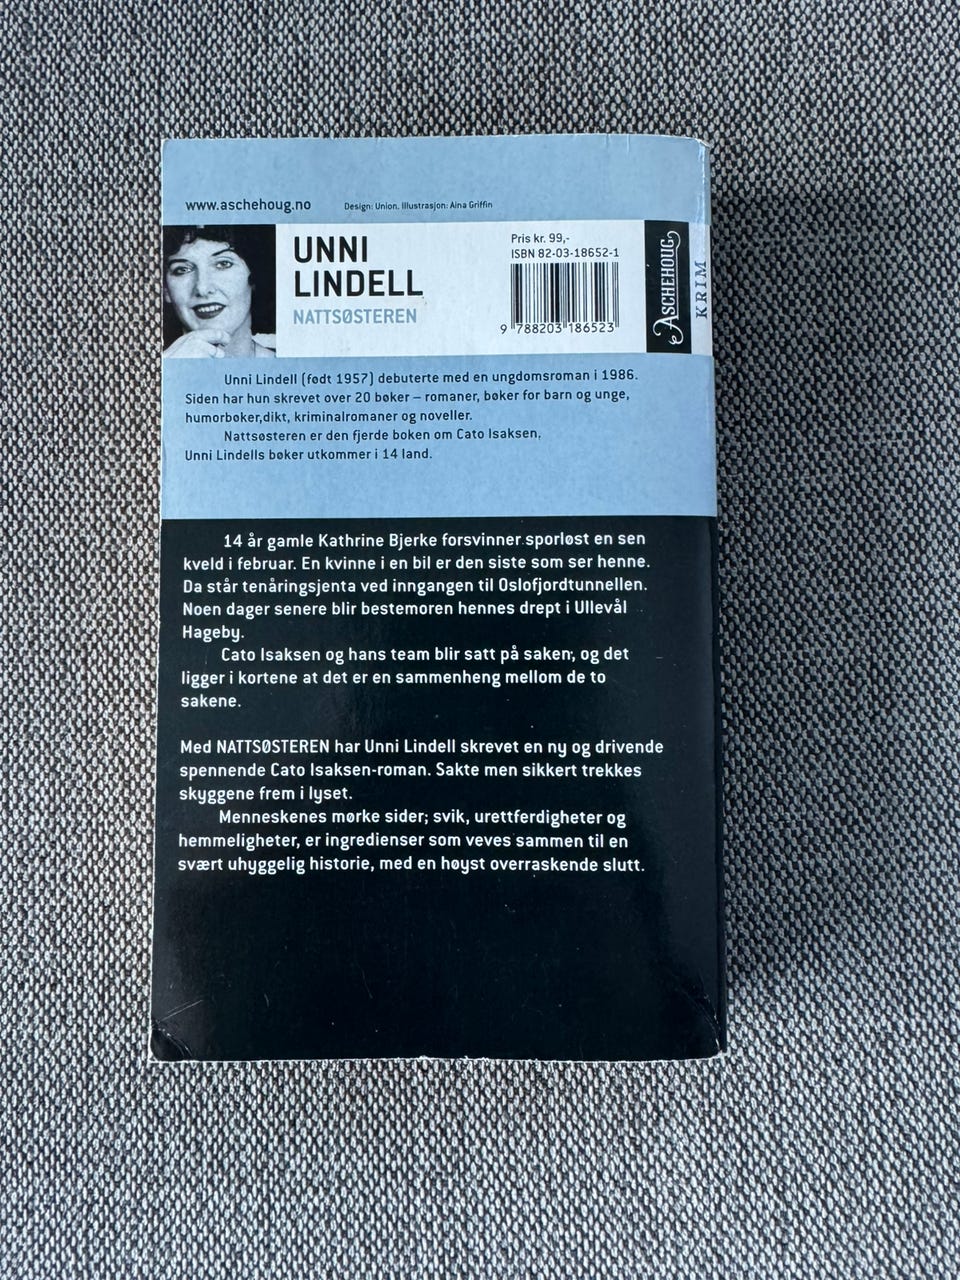 www.aschehoug.no
Design: Union. Illustrasjon: Aina Griffin
UNNI
LINDELL
NATTSØSTEREN
Pris kr. 99,-
ISBN 82-03-18652-1
9 788203 186523
ASCHEHOUG
KRIM
Unni Lindell (født 1957) debuterte med en ungdomsroman i 1986.
Siden har hun skrevet over 20 bøker – romaner, bøker for barn og unge,
humorbøker,dikt, kriminalromaner og noveller.
Nattsøsteren er den fjerde boken om Cato Isaksen.
Unni Lindells bøker utkommer i 14 land.
14 år gamle Kathrine Bjerke forsvinner sporløst en sen
kveld i februar. En kvinne i en bil er den siste som ser henne.
Da står tenåringsjenta ved inngangen til Oslofjordtunnellen.
Noen dager senere blir bestemoren hennes drept i Ullevål
Hageby.
Cato Isaksen og hans team blir satt på saken, og det
ligger i kortene at det er en sammenheng mellom de to
sakene.
Med NATTSØSTEREN har Unni Lindell skrevet en ny og drivende
spennende Cato Isaksen-roman. Sakte men sikkert trekkes
skyggene frem i lyset.
Menneskenes mørke sider; svik, urettferdigheter og
hemmeligheter, er ingredienser som veves sammen til en
svært uhyggelig historie, med en høyst overraskende slutt.